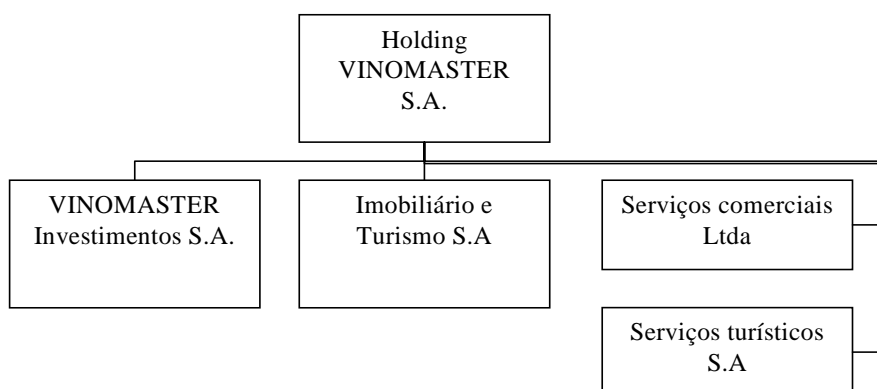 Holding
VINOMASTER
S.A.
VINOMASTER
Investimentos S.A.
Imobiliário e
Turismo S.A
Serviços comerciais
Ltda
Serviços turísticos
S.A